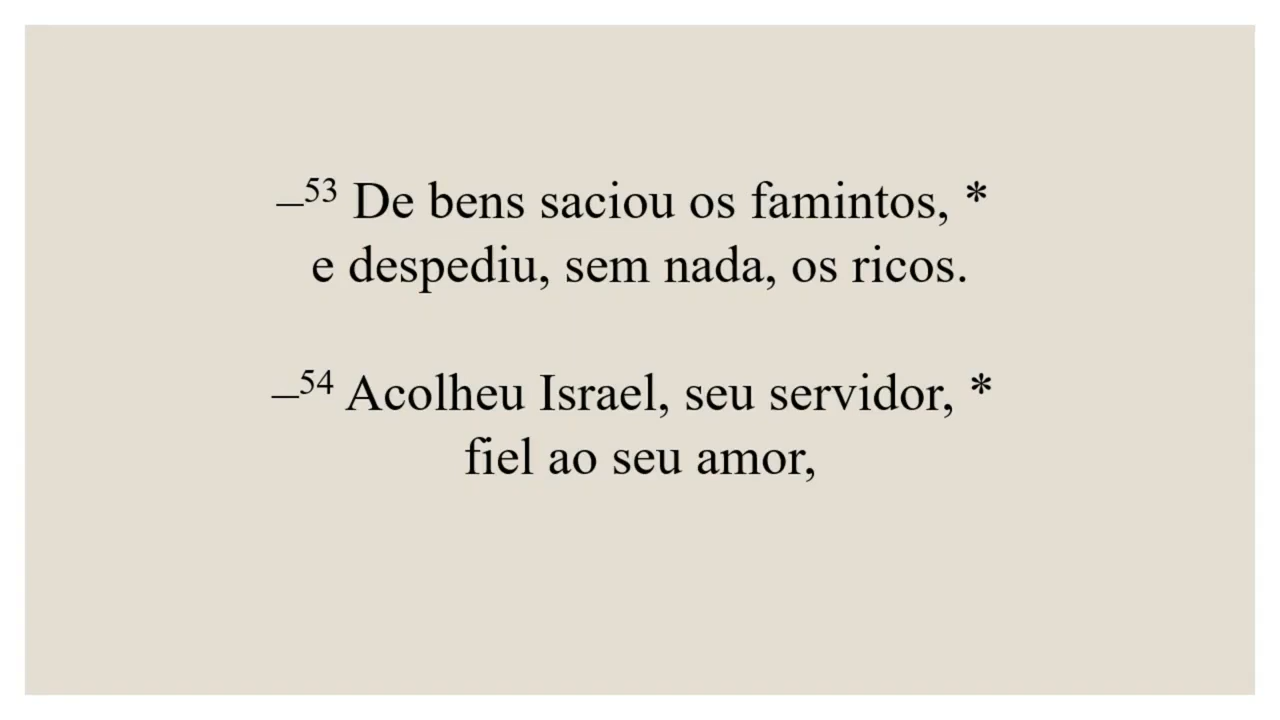 –⁵³ De bens saciou os famintos, *
e despediu, sem nada, os ricos.
–⁵⁴ Acolheu Israel, seu servidor, *
fiel ao seu amor,